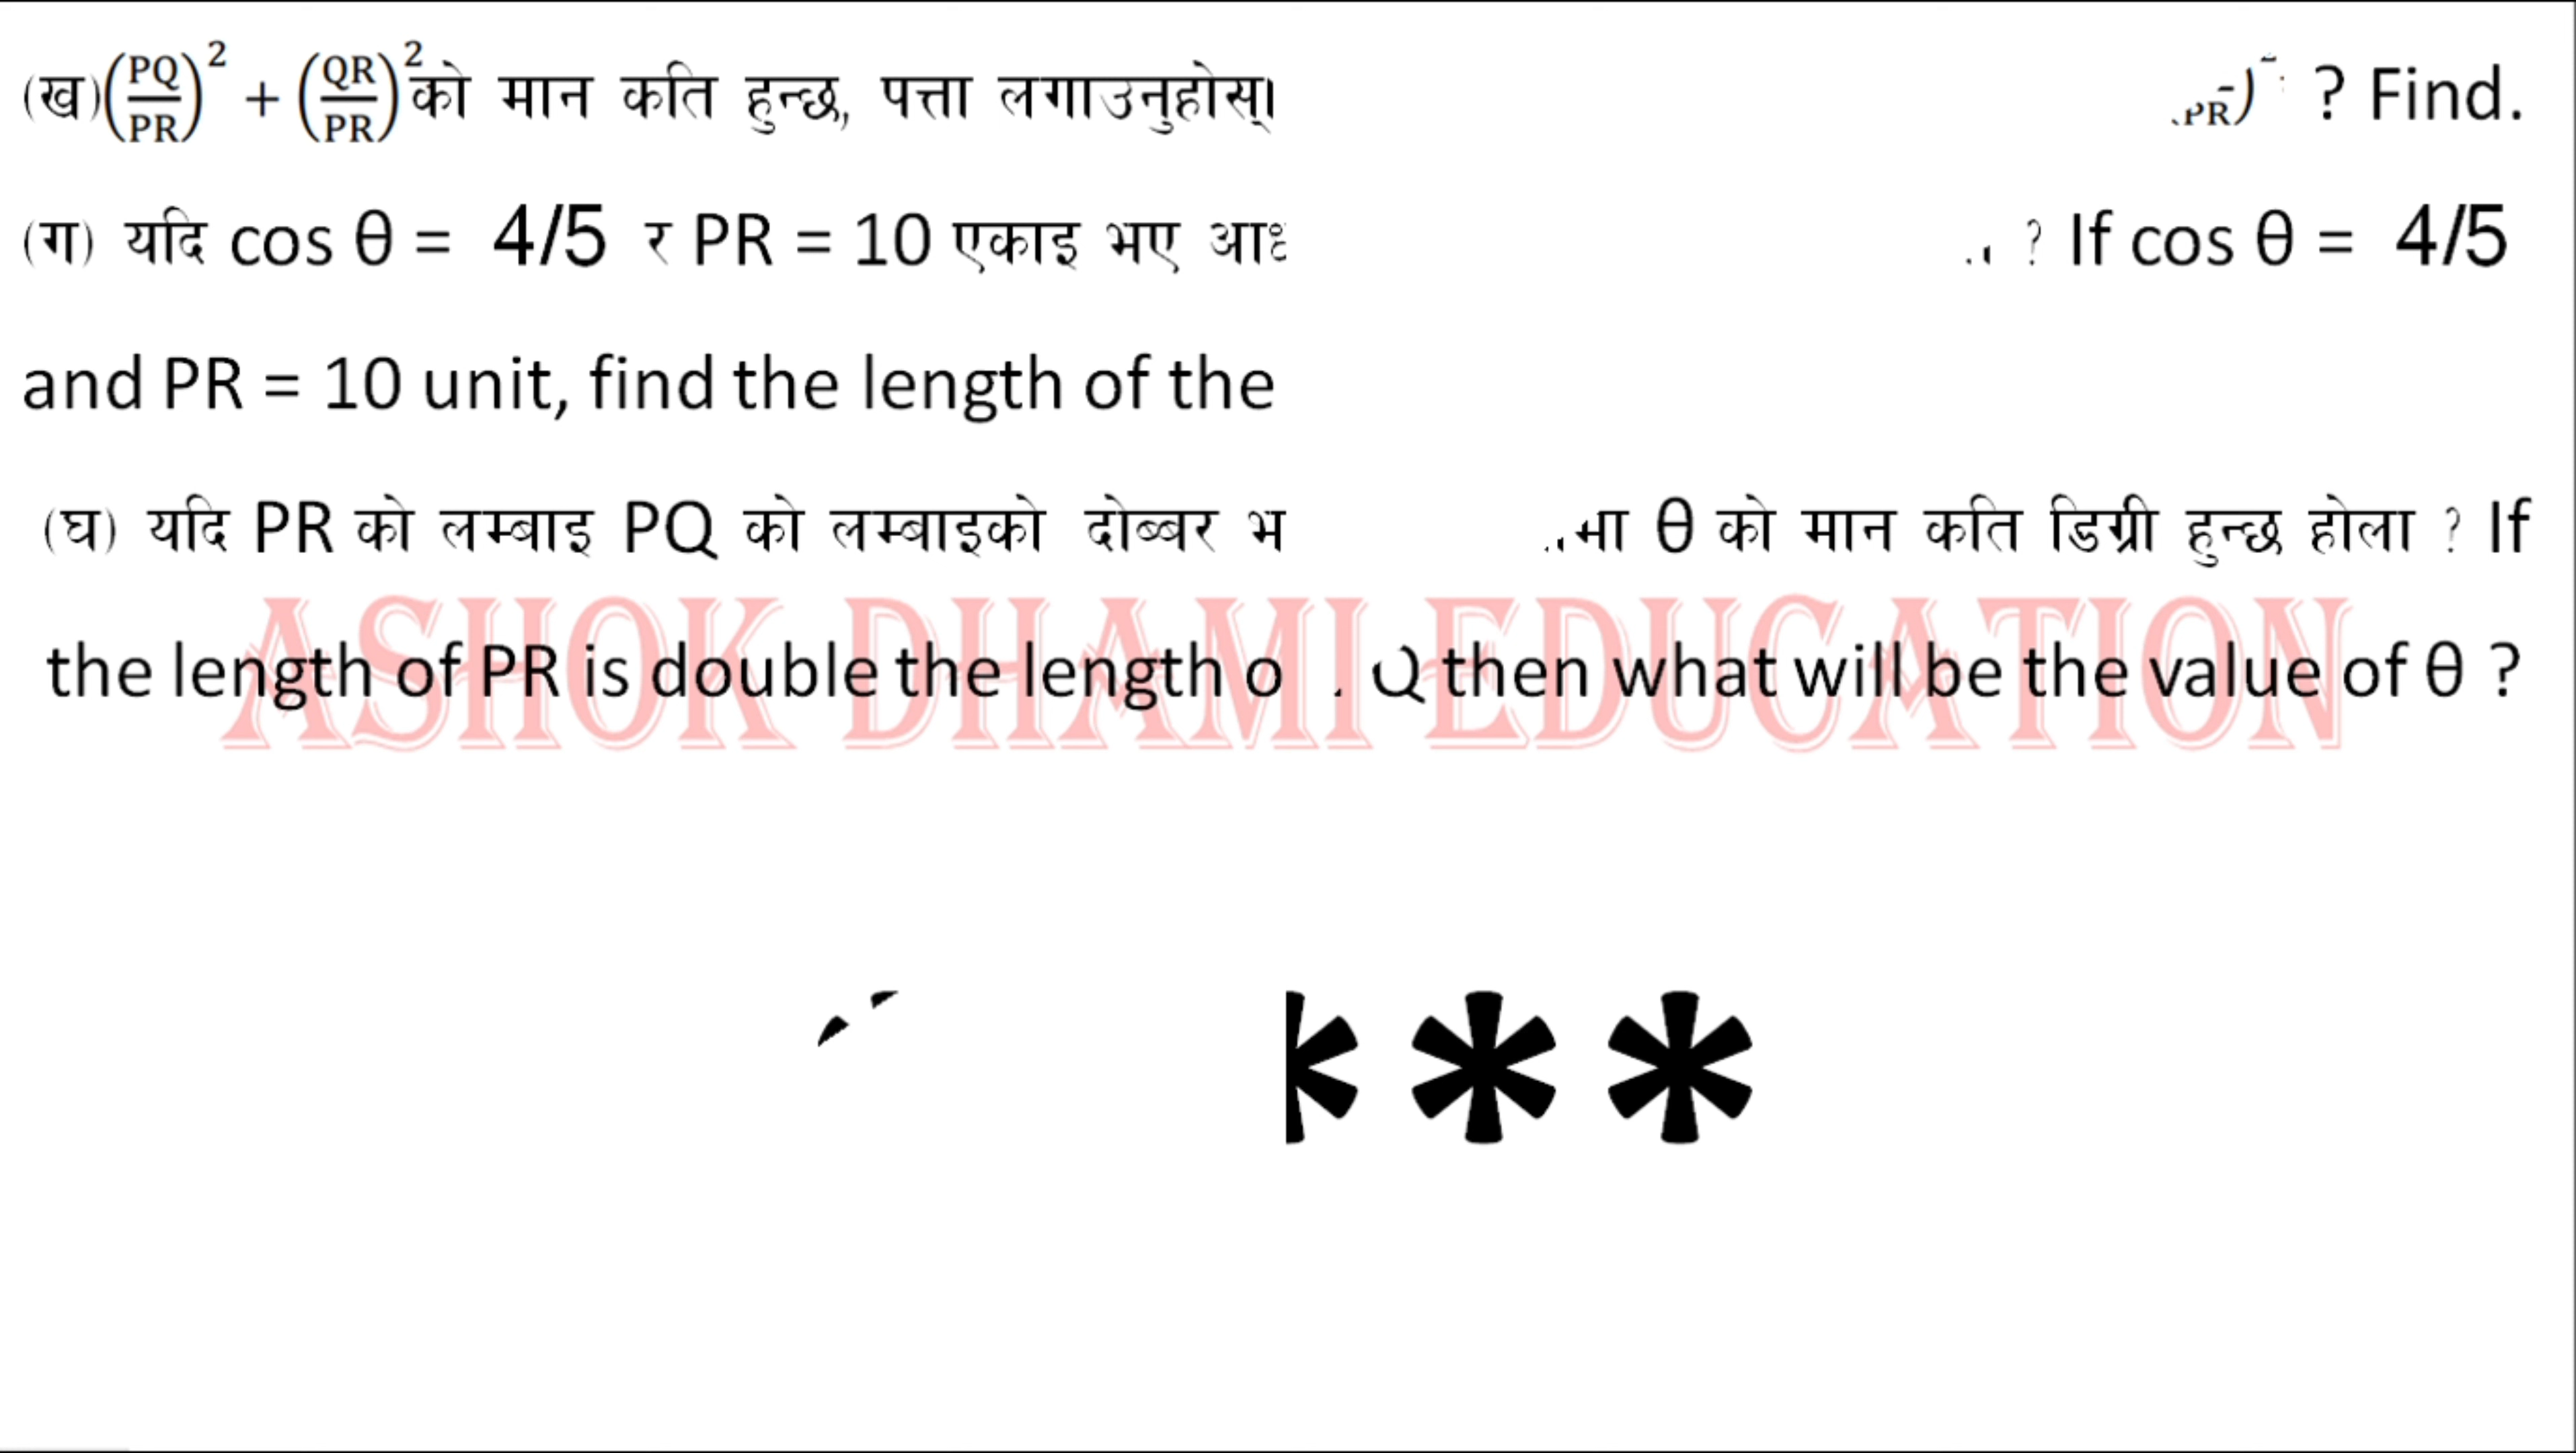 (ख) (PQ/PR)² + (QR/PR)² को मान कति हुन्छ, पत्ता लगाउनुहोस्। PR)² ? Find.
(ग) यदि cos θ = 4/5 र PR = 10 एकाइ भए ? If cos θ = 4/5
and PR = 10 unit, find the length of the
(घ) यदि PR को लम्बाइ PQ को लम्बाइको दोब्बर θ को मान कति डिग्री हुन्छ होला ? If
the length of PR is double the length Q then what will be the value of θ ?
ASHOK DHAMI EDUCATION
* *